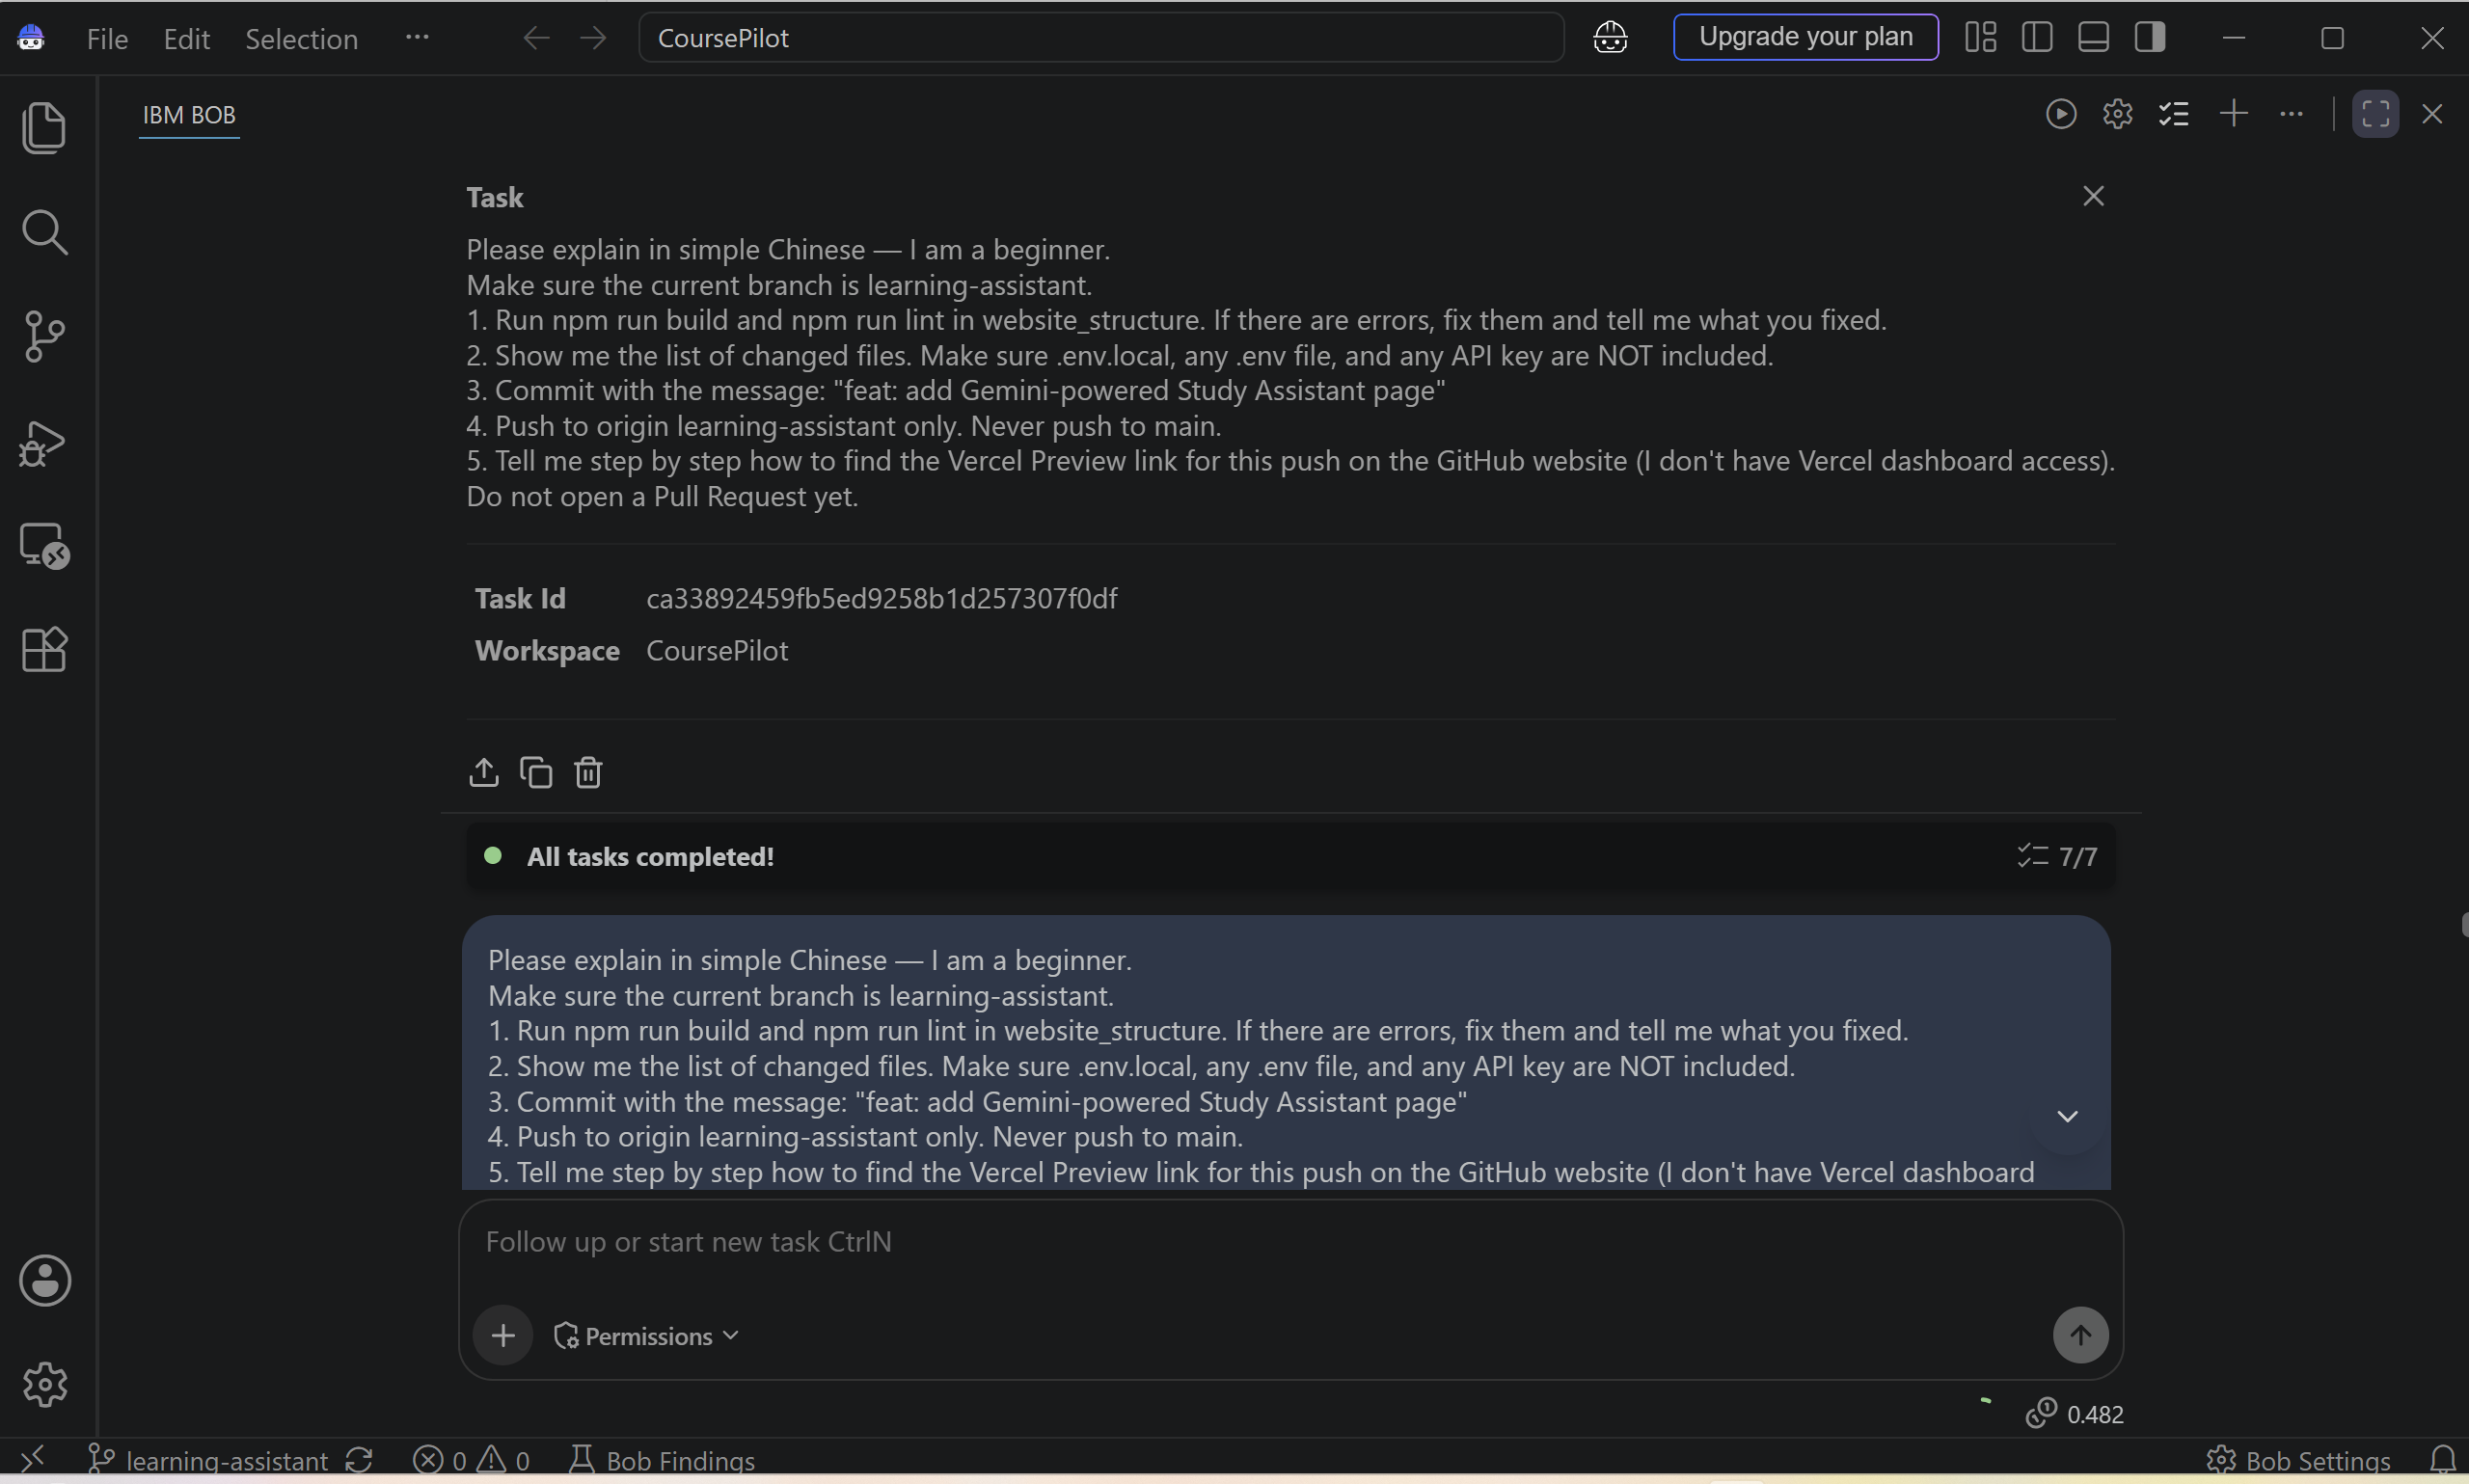 File Edit Selection ··· CoursePilot Upgrade your plan
IBM BOB
Task
Please explain in simple Chinese — I am a beginner.
Make sure the current branch is learning-assistant.
1. Run npm run build and npm run lint in website_structure. If there are errors, fix them and tell me what you fixed.
2. Show me the list of changed files. Make sure .env.local, any .env file, and any API key are NOT included.
3. Commit with the message: "feat: add Gemini-powered Study Assistant page"
4. Push to origin learning-assistant only. Never push to main.
5. Tell me step by step how to find the Vercel Preview link for this push on the GitHub website (I don't have Vercel dashboard access).
Do not open a Pull Request yet.
Task Id ca33892459fb5ed9258b1d257307f0df
Workspace CoursePilot
All tasks completed! 7/7
Please explain in simple Chinese — I am a beginner.
Make sure the current branch is learning-assistant.
1. Run npm run build and npm run lint in website_structure. If there are errors, fix them and tell me what you fixed.
2. Show me the list of changed files. Make sure .env.local, any .env file, and any API key are NOT included.
3. Commit with the message: "feat: add Gemini-powered Study Assistant page"
4. Push to origin learning-assistant only. Never push to main.
5. Tell me step by step how to find the Vercel Preview link for this push on the GitHub website (I don't have Vercel dashboard
Follow up or start new task CtrlN
Permissions
0.482
learning-assistant 0 0 Bob Findings Bob Settings